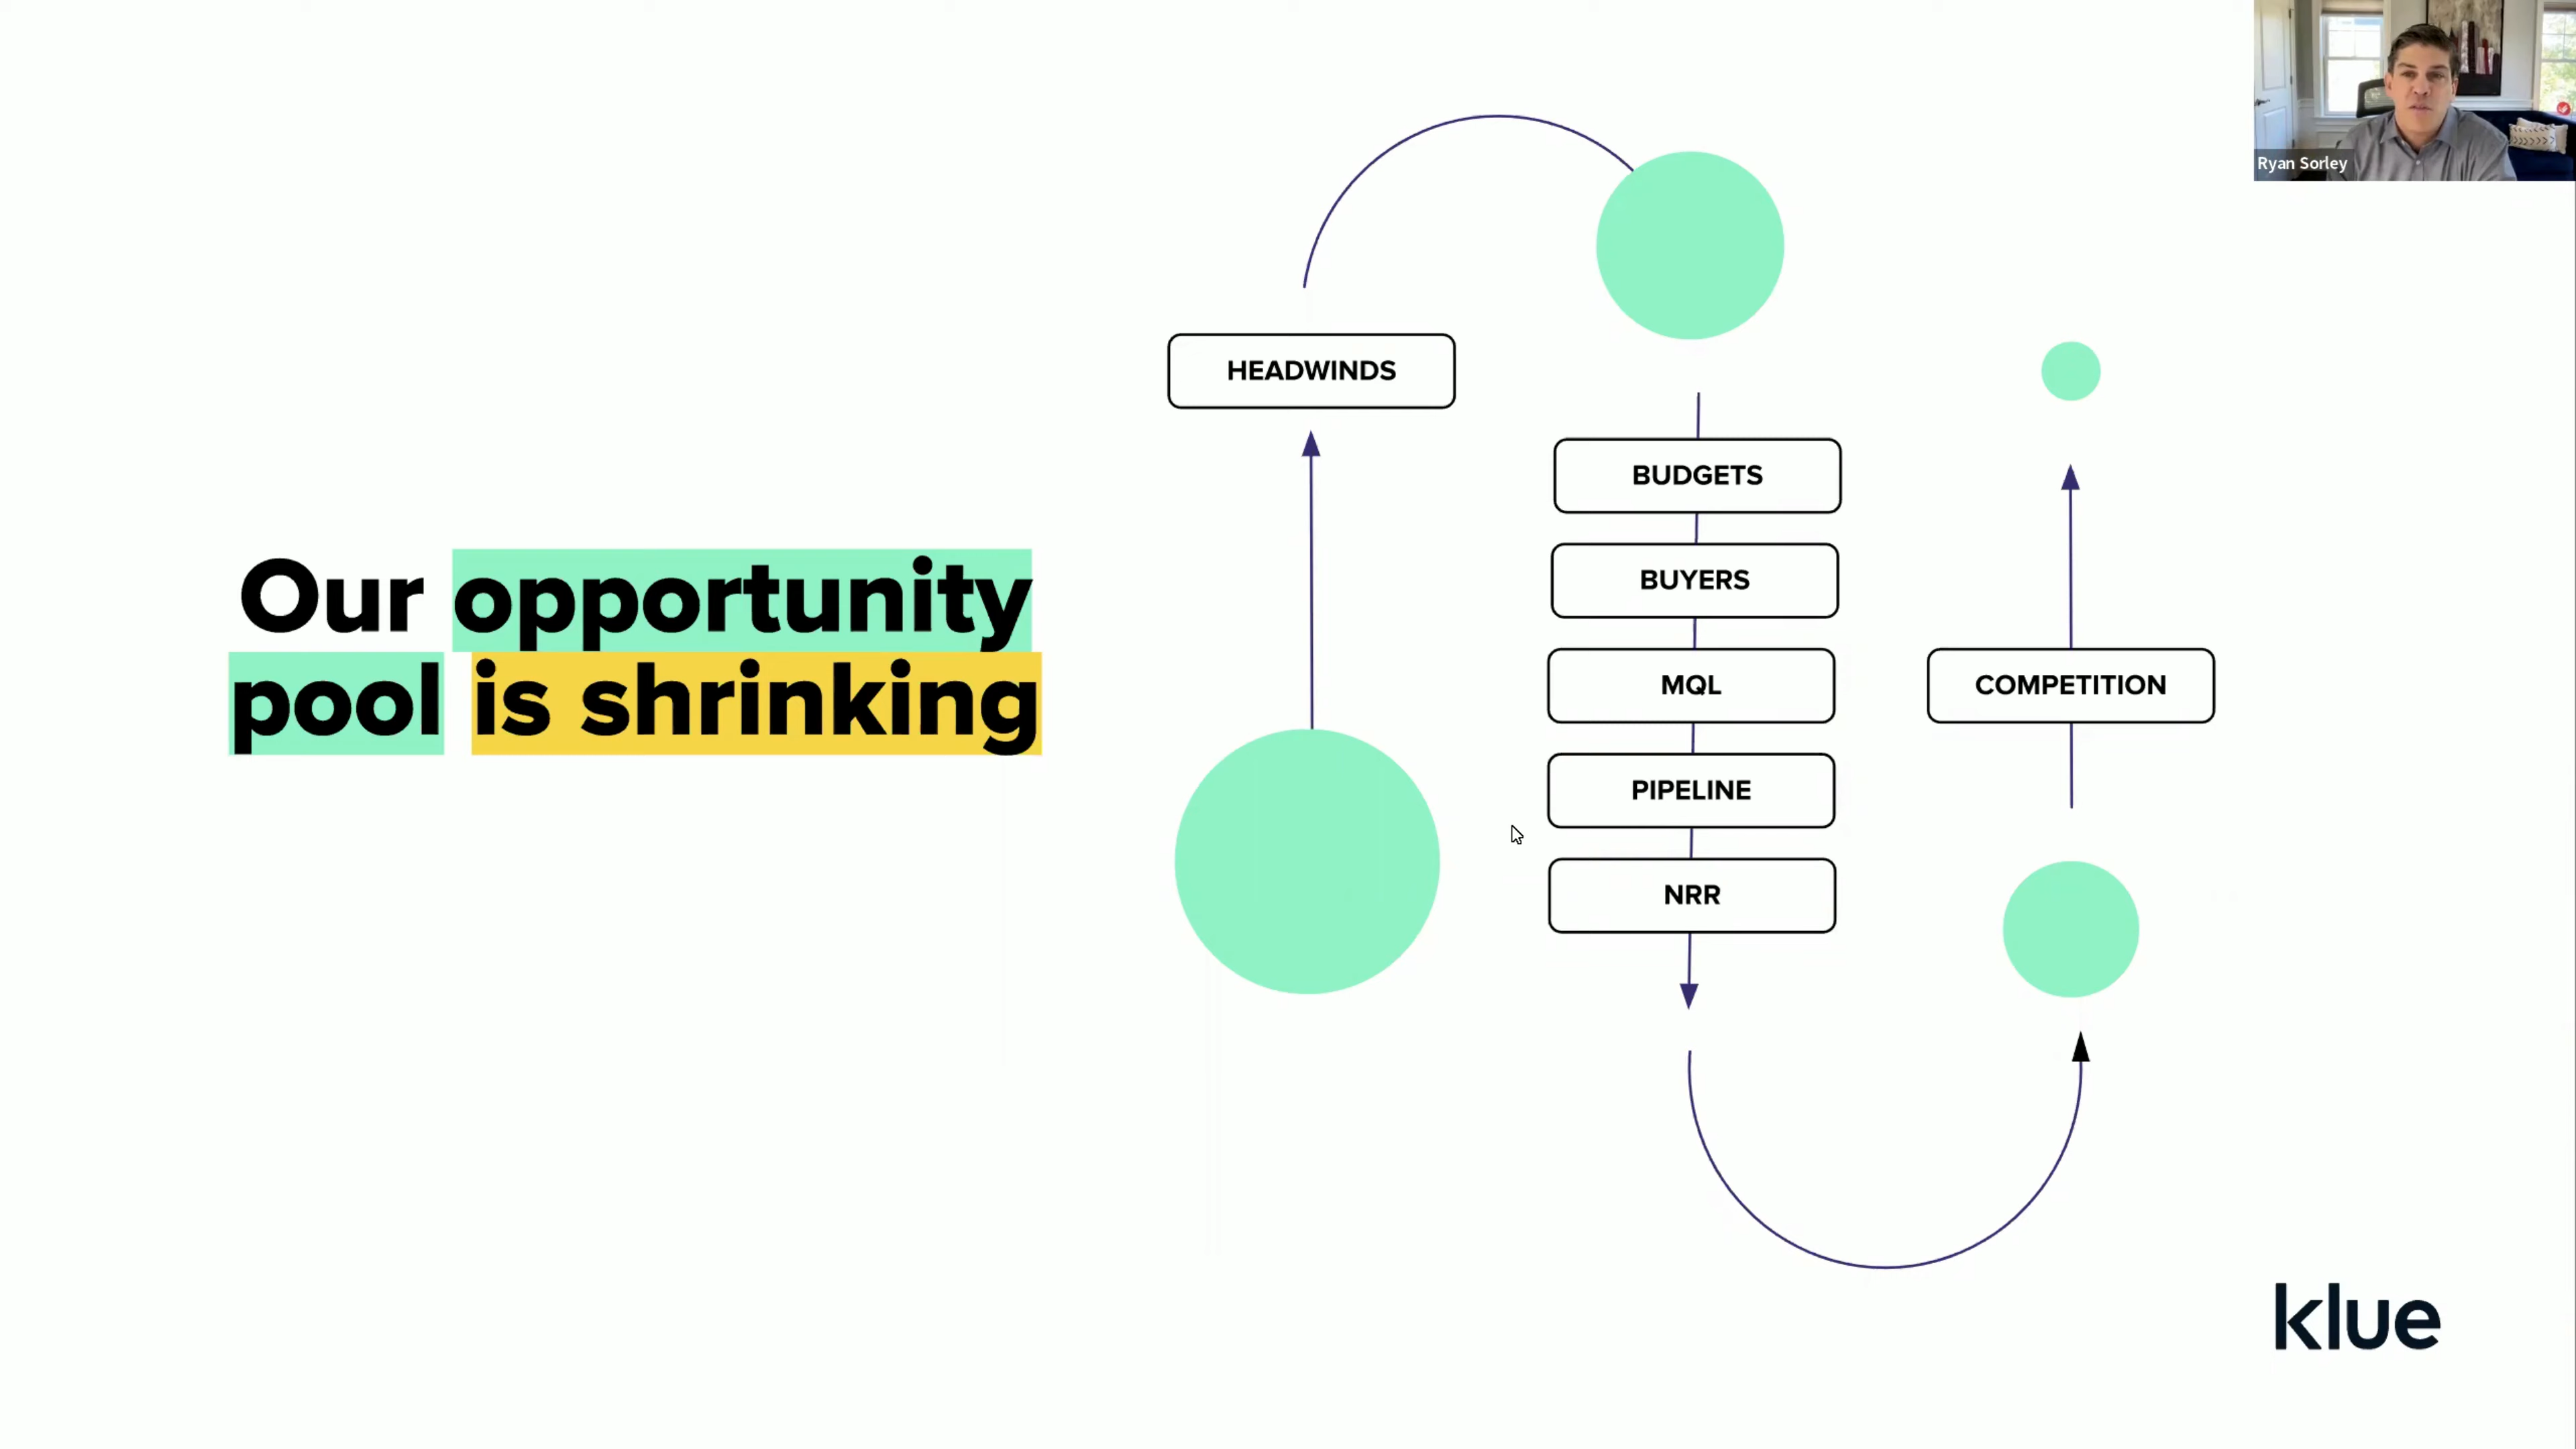 Ryan Sorley
Our opportunity
pool is shrinking
HEADWINDS
BUDGETS
BUYERS
MQL
PIPELINE
NRR
COMPETITION
klue